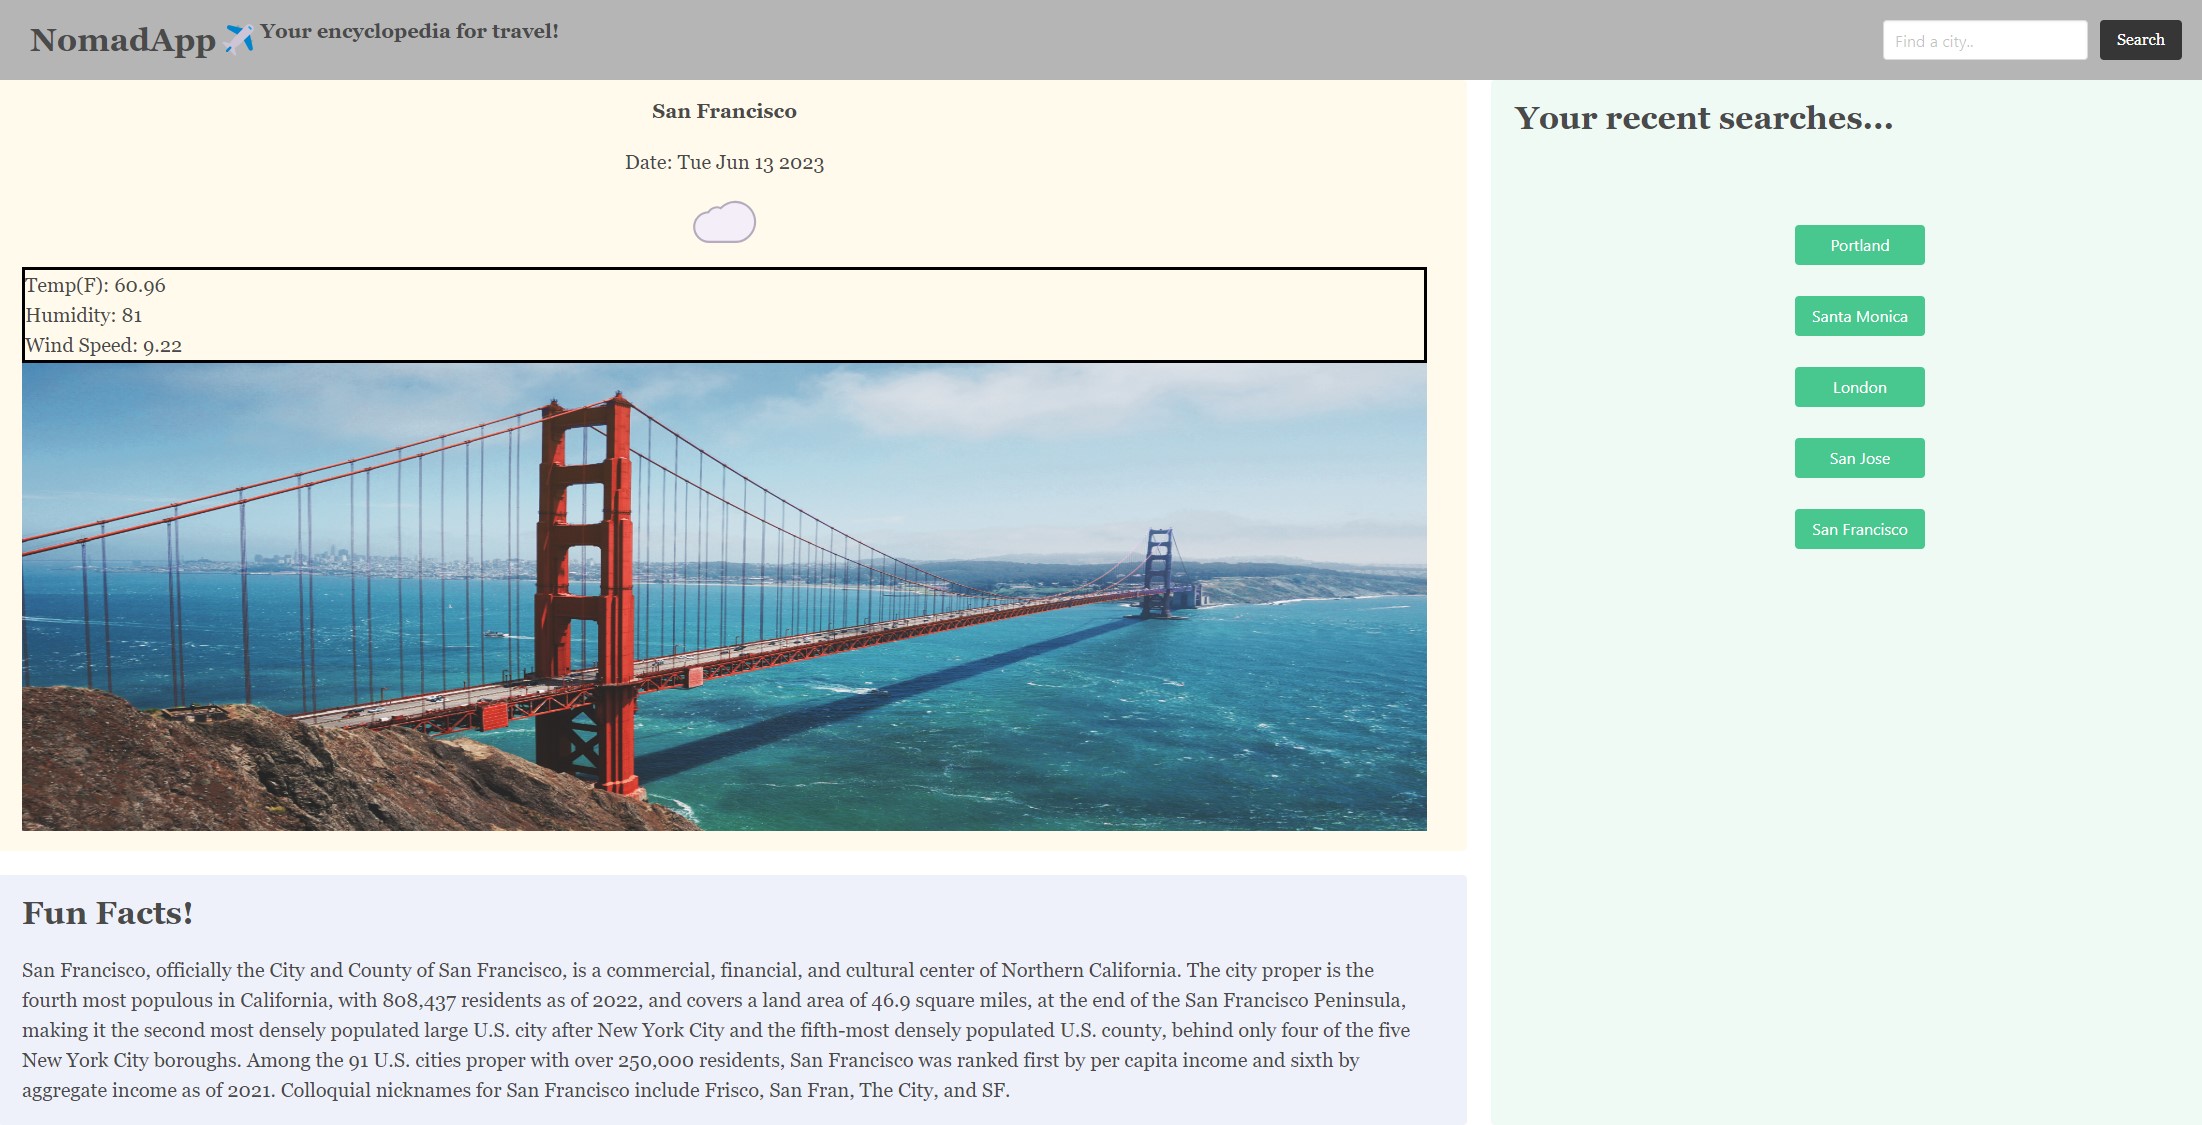 NomadApp ✈️ Your encyclopedia for travel!
Find a city..
Search
San Francisco
Date: Tue Jun 13 2023
Temp(F): 60.96
Humidity: 81
Wind Speed: 9.22
Fun Facts!
San Francisco, officially the City and County of San Francisco, is a commercial, financial, and cultural center of Northern California. The city proper is the
fourth most populous in California, with 808,437 residents as of 2022, and covers a land area of 46.9 square miles, at the end of the San Francisco Peninsula,
making it the second most densely populated large U.S. city after New York City and the fifth-most densely populated U.S. county, behind only four of the five
New York City boroughs. Among the 91 U.S. cities proper with over 250,000 residents, San Francisco was ranked first by per capita income and sixth by
aggregate income as of 2021. Colloquial nicknames for San Francisco include Frisco, San Fran, The City, and SF.
Your recent searches...
Portland
Santa Monica
London
San Jose
San Francisco